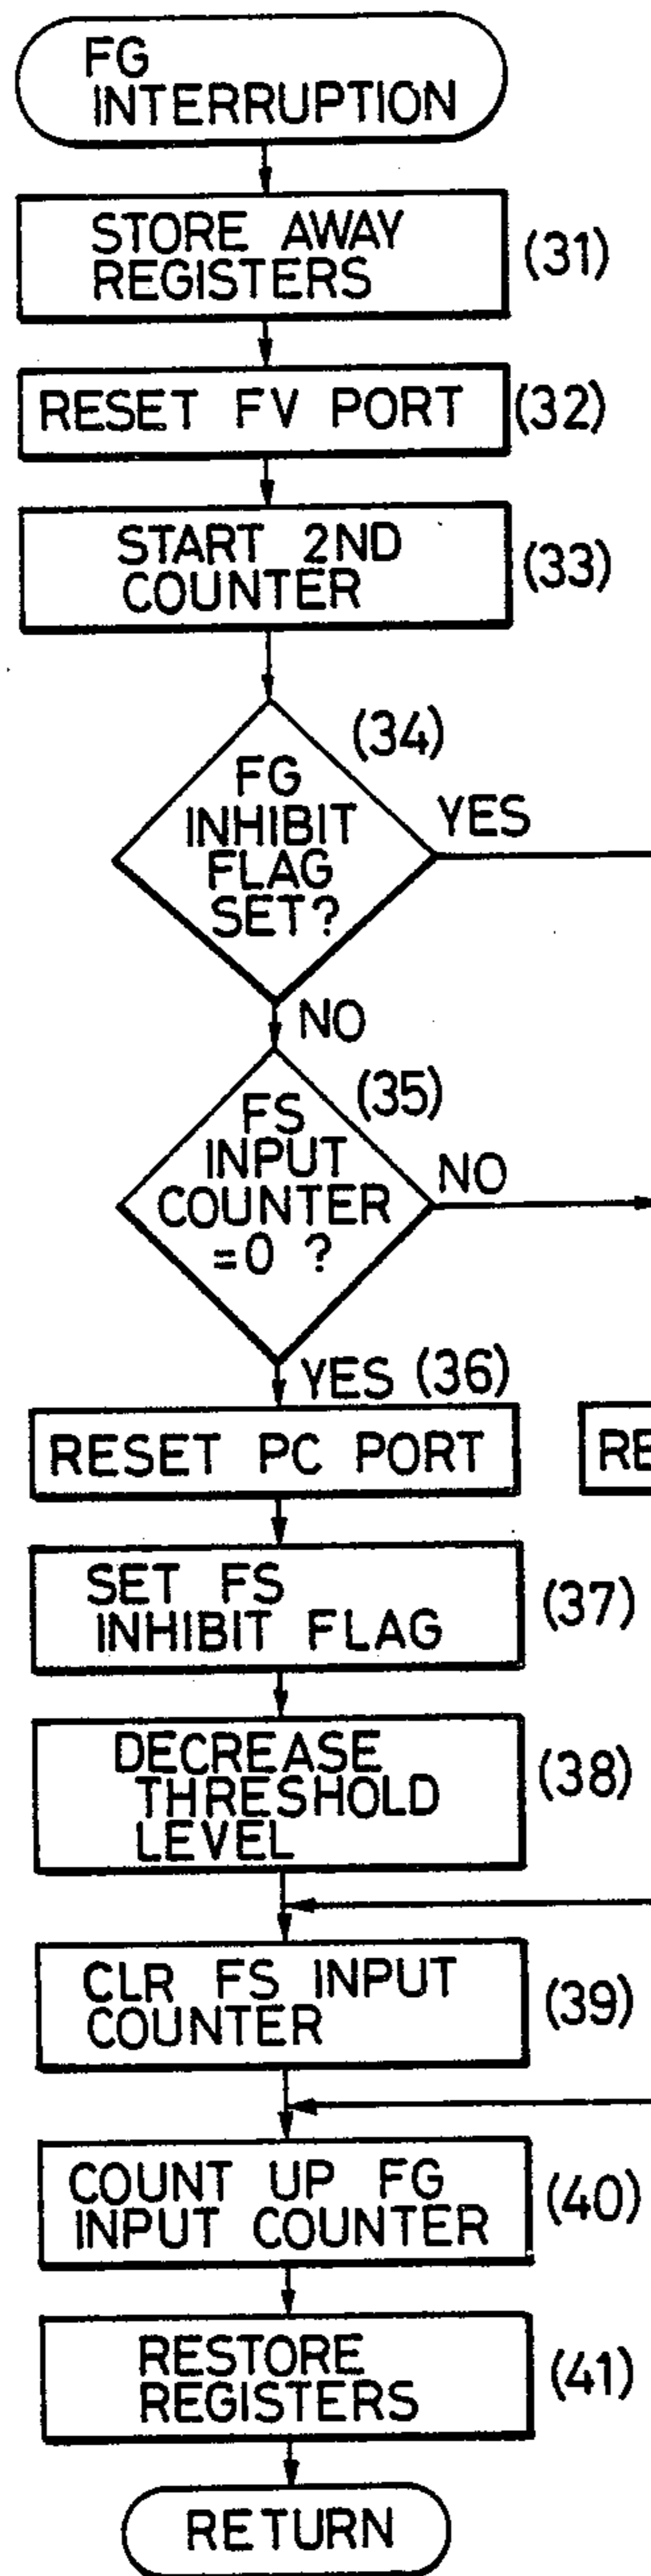 FG
INTERRUPTION
STORE AWAY
REGISTERS
(31)
RESET FV PORT
(32)
START 2ND
COUNTER
(33)
(34)
FG
INHIBIT
FLAG
SET?
YES
NO
(35)
FS
INPUT
COUNTER
=0 ?
NO
YES (36)
RESET PC PORT
RE
SET FS
INHIBIT FLAG
(37)
DECREASE
THRESHOLD
LEVEL
(38)
CLR FS INPUT
COUNTER
(39)
COUNT UP FG
INPUT COUNTER
(40)
RESTORE
REGISTERS
(41)
RETURN